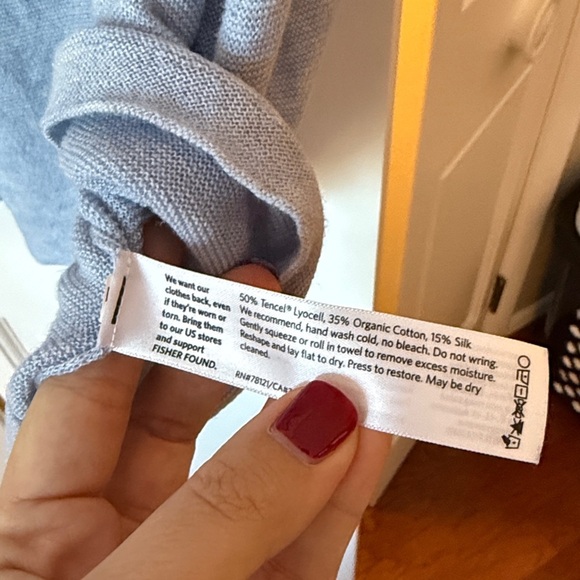 We want our
clothes back, even
if they're worn or
torn. Bring them
to our US stores
and support
FISHER FOUND.
50% Tencel® Lyocell, 35% Organic Cotton, 15% Silk
We recommend, hand wash cold, no bleach. Do not wring.
Gently squeeze or roll in towel to remove excess moisture.
Reshape and lay flat to dry. Press to restore. May be dry
cleaned.